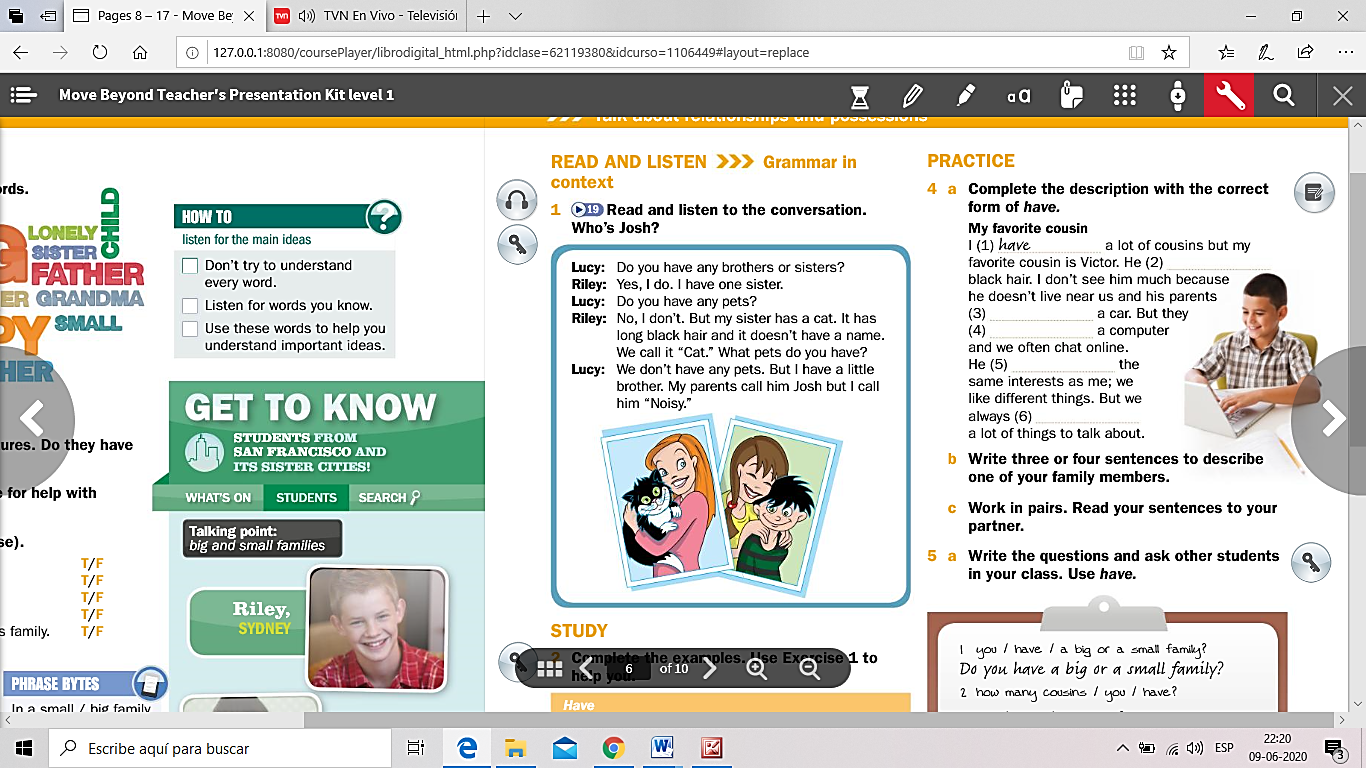 Pages 8 – 17 - Move Be
TVN En Vivo - Televisión
127.0.0.1:8080/coursePlayer/librodigital_html.php?idclase=62119380&idcurso=1106449#layout=replace
Move Beyond Teacher's Presentation Kit level 1
Talk about relationships and possessions
LONELY
CHILD
SISTER
FATHER
GRANDMA
SMALL
ures. Do they have
e for help with
T/F
T/F
T/F
T/F
s family. T/F
PHRASE BYTES
In a small / big family
HOW TO
?
listen for the main ideas
Don't try to understand
every word.
Listen for words you know.
Use these words to help you
understand important ideas.
GET TO KNOW
STUDENTS FROM
SAN FRANCISCO AND
ITS SISTER CITIES!
WHAT'S ON STUDENTS SEARCH
Talking point:
big and small families
Riley,
SYDNEY
READ AND LISTEN >>> Grammar in
context
1 19 Read and listen to the conversation.
Who's Josh?
Lucy: Do you have any brothers or sisters?
Riley: Yes, I do. I have one sister.
Lucy: Do you have any pets?
Riley: No, I don't. But my sister has a cat. It has
long black hair and it doesn't have a name.
We call it “Cat.” What pets do you have?
Lucy: We don't have any pets. But I have a little
brother. My parents call him Josh but I call
him “Noisy.”
STUDY
2 Complete the examples. Use Exercise 1 to
help you.
Have
6 of 10
PRACTICE
4 a Complete the description with the correct
form of have.
My favorite cousin
I (1) have a lot of cousins but my
favorite cousin is Victor. He (2)
black hair. I don't see him much because
he doesn't live near us and his parents
(3) a car. But they
(4) a computer
and we often chat online.
He (5) the
same interests as me; we
like different things. But we
always (6)
a lot of things to talk about.
b Write three or four sentences to describe
one of your family members.
c Work in pairs. Read your sentences to your
partner.
5 a Write the questions and ask other students
in your class. Use have.
1 you / have / a big or a small family?
Do you have a big or a small family?
2 how many cousins / you / have?
Escribe aquí para buscar
ESP
22:20
09-06-2020
3